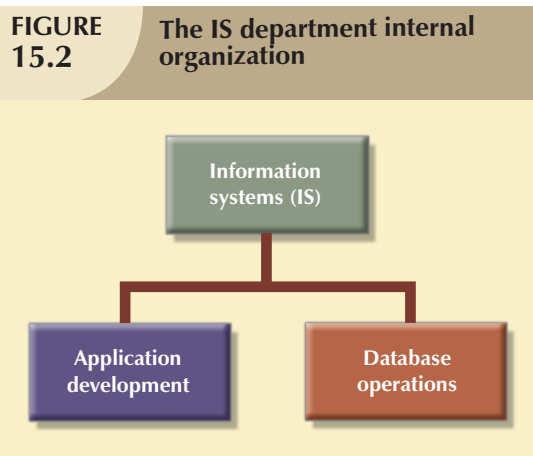 FIGURE
15.2
The IS department internal
organization
Information
systems (IS)
Application
development
Database
operations